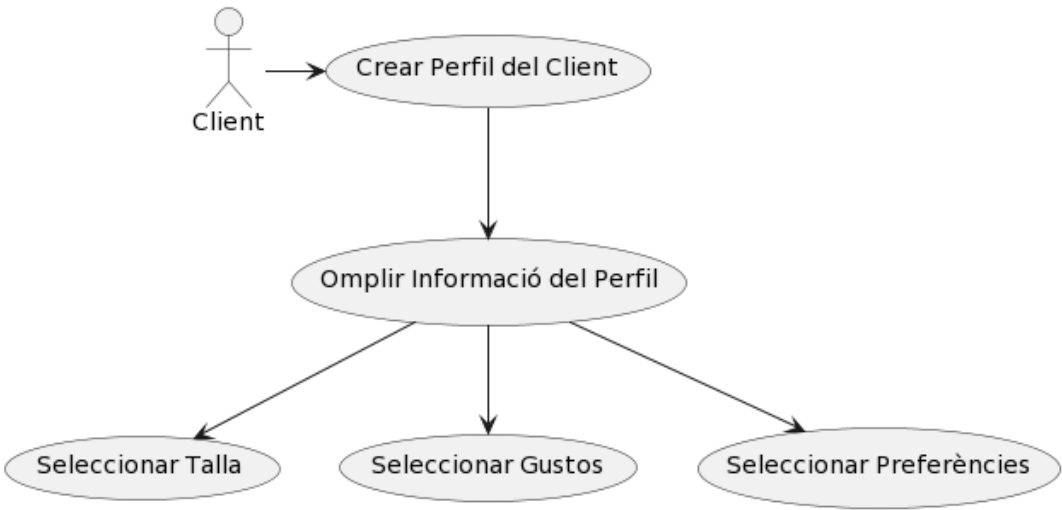 Crear Perfil del Client
Client
Omplir Informació del Perfil
Seleccionar Talla
Seleccionar Gustos
Seleccionar Preferències